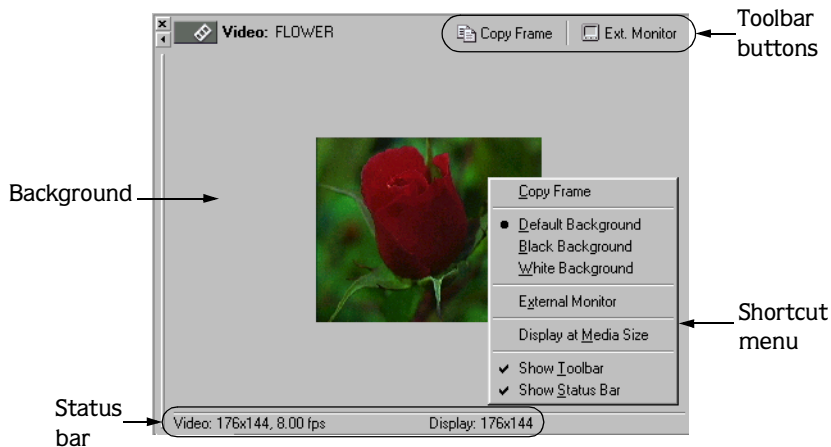 Video: FLOWER
Copy Frame
Ext. Monitor
Toolbar
buttons
Background
Copy Frame
Default Background
Black Background
White Background
External Monitor
Display at Media Size
Show Toolbar
Show Status Bar
Shortcut
menu
Status
bar
Video: 176x144, 8.00 fps
Display: 176x144